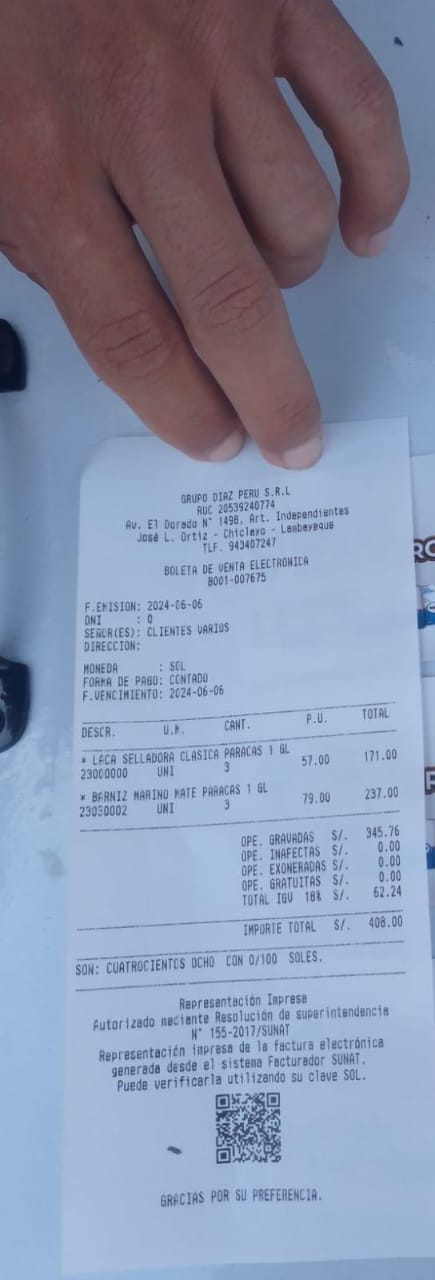 GRUPO DIAZ PERU S.R.L
RUC 20539240774
Av. El Dorado N° 1498, Art. Independientes
José L. Ortiz - Chiclayo - Lambayeque
TLF. 943407247
BOLETA DE VENTA ELECTRONICA
B001-007675
F.EMISION: 2024-06-06
DNI : 0
SEÑOR(ES): CLIENTES VARIOS
DIRECCION:
MONEDA : SOL
FORMA DE PAGO: CONTADO
F.VENCIMIENTO: 2024-06-06
DESCR. U.M. CANT. P.U. TOTAL
* LACA SELLADORA CLASICA PARACAS 1 GL
23000000 UNI 3 57.00 171.00
* BARNIZ MARINO MATE PARACAS 1 GL
23030002 UNI 3 79.00 237.00
OPE. GRAVADAS S/. 345.76
OPE. INAFECTAS S/. 0.00
OPE. EXONERADAS S/. 0.00
OPE. GRATUITAS S/. 0.00
TOTAL IGV 18% S/. 62.24
IMPORTE TOTAL S/. 408.00
SON: CUATROCIENTOS OCHO CON 0/100 SOLES.
Representación Impresa
Autorizado mediante Resolución de superintendencia
N° 155-2017/SUNAT
Representación impresa de la factura electrónica
generada desde el sistema Facturador SUNAT.
Puede verificarla utilizando su clave SOL.
GRACIAS POR SU PREFERENCIA.